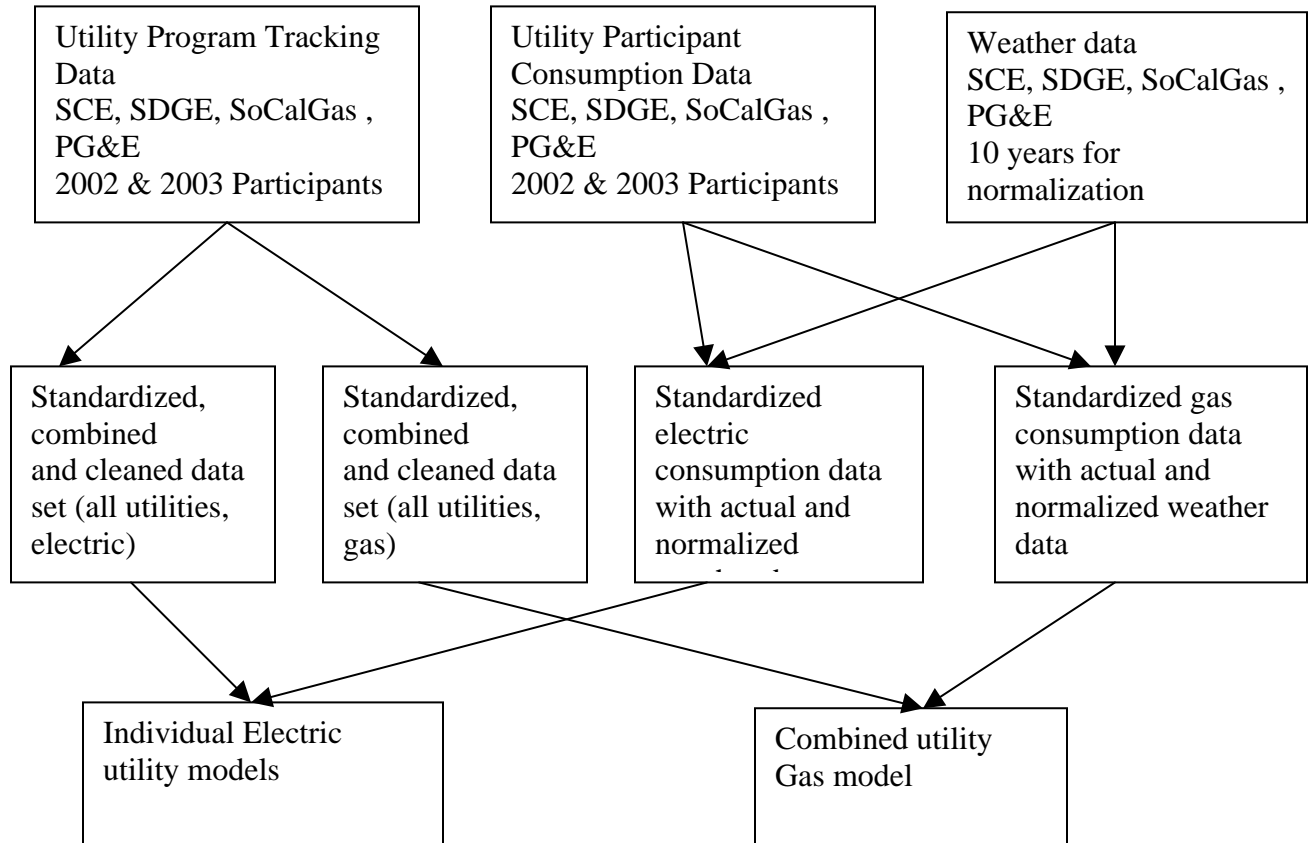 Utility Program Tracking
Data
SCE, SDGE, SoCalGas ,
PG&E
2002 & 2003 Participants
Utility Participant
Consumption Data
SCE, SDGE, SoCalGas ,
PG&E
2002 & 2003 Participants
Weather data
SCE, SDGE, SoCalGas ,
PG&E
10 years for
normalization
Standardized,
combined
and cleaned data
set (all utilities,
electric)
Standardized,
combined
and cleaned data
set (all utilities,
gas)
Standardized
electric
consumption data
with actual and
normalized
Standardized gas
consumption data
with actual and
normalized weather
data
Individual Electric
utility models
Combined utility
Gas model